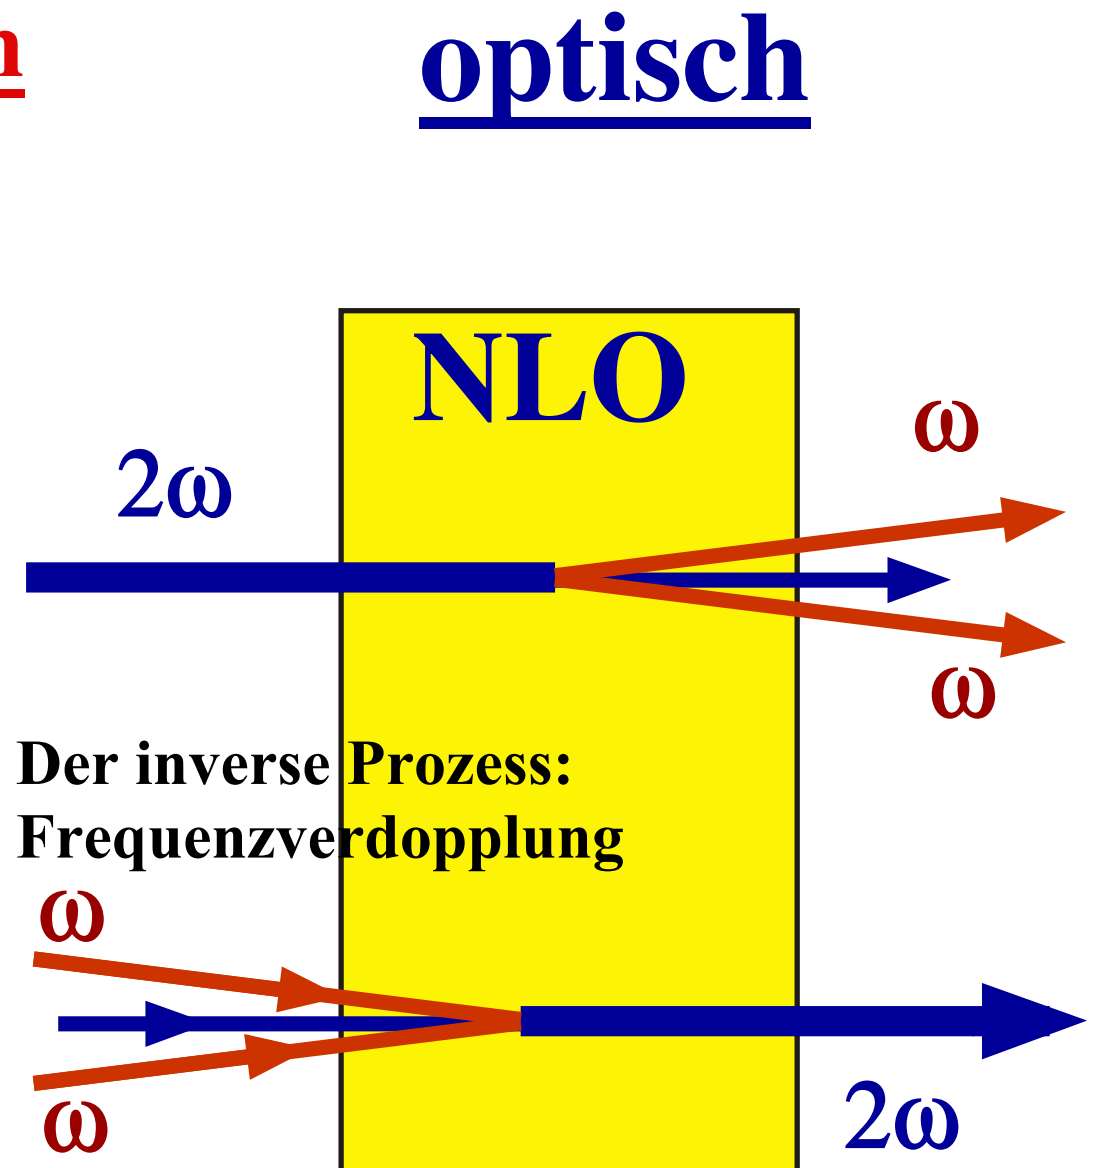 optisch
NLO
ω
2ω
ω
Der inverse Prozess:
Frequenzverdopplung
ω
ω
2ω